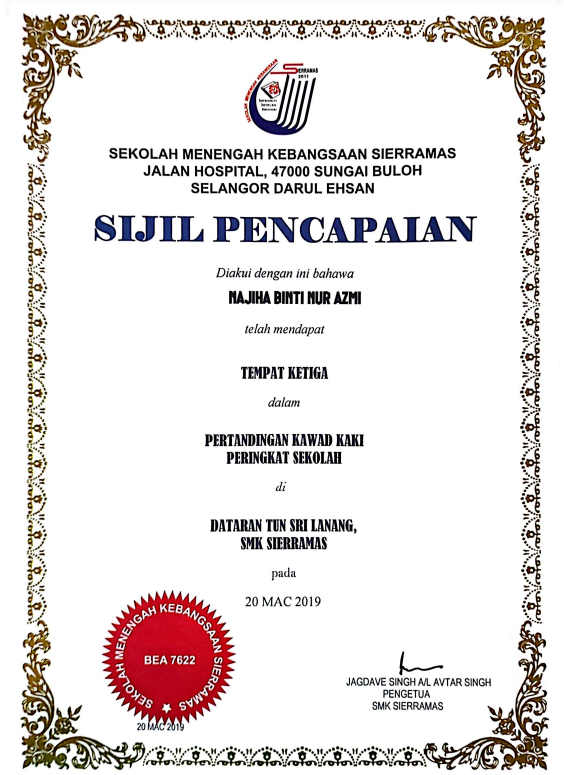 SEKOLAH MENENGAH KEBANGSAAN
SIERRAMAS
2011
SEKOLAH MENENGAH KEBANGSAAN SIERRAMAS
JALAN HOSPITAL, 47000 SUNGAI BULOH
SELANGOR DARUL EHSAN
SIJIL PENCAPAIAN
Diakui dengan ini bahawa
NAJIHA BINTI NUR AZMI
telah mendapat
TEMPAT KETIGA
dalam
PERTANDINGAN KAWAD KAKI
PERINGKAT SEKOLAH
di
DATARAN TUN SRI LANANG,
SMK SIERRAMAS
pada
20 MAC 2019
SEKOLAH MENENGAH KEBANGSAAN SIERRAMAS
BEA 7622
20 MAC 2019
JAGDAVE SINGH A/L AVTAR SINGH
PENGETUA
SMK SIERRAMAS